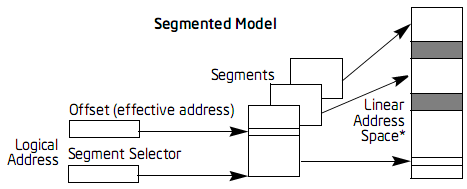 Segmented Model
Segments
Offset (effective address)
Logical
Address
Segment Selector
Linear
Address
Space*